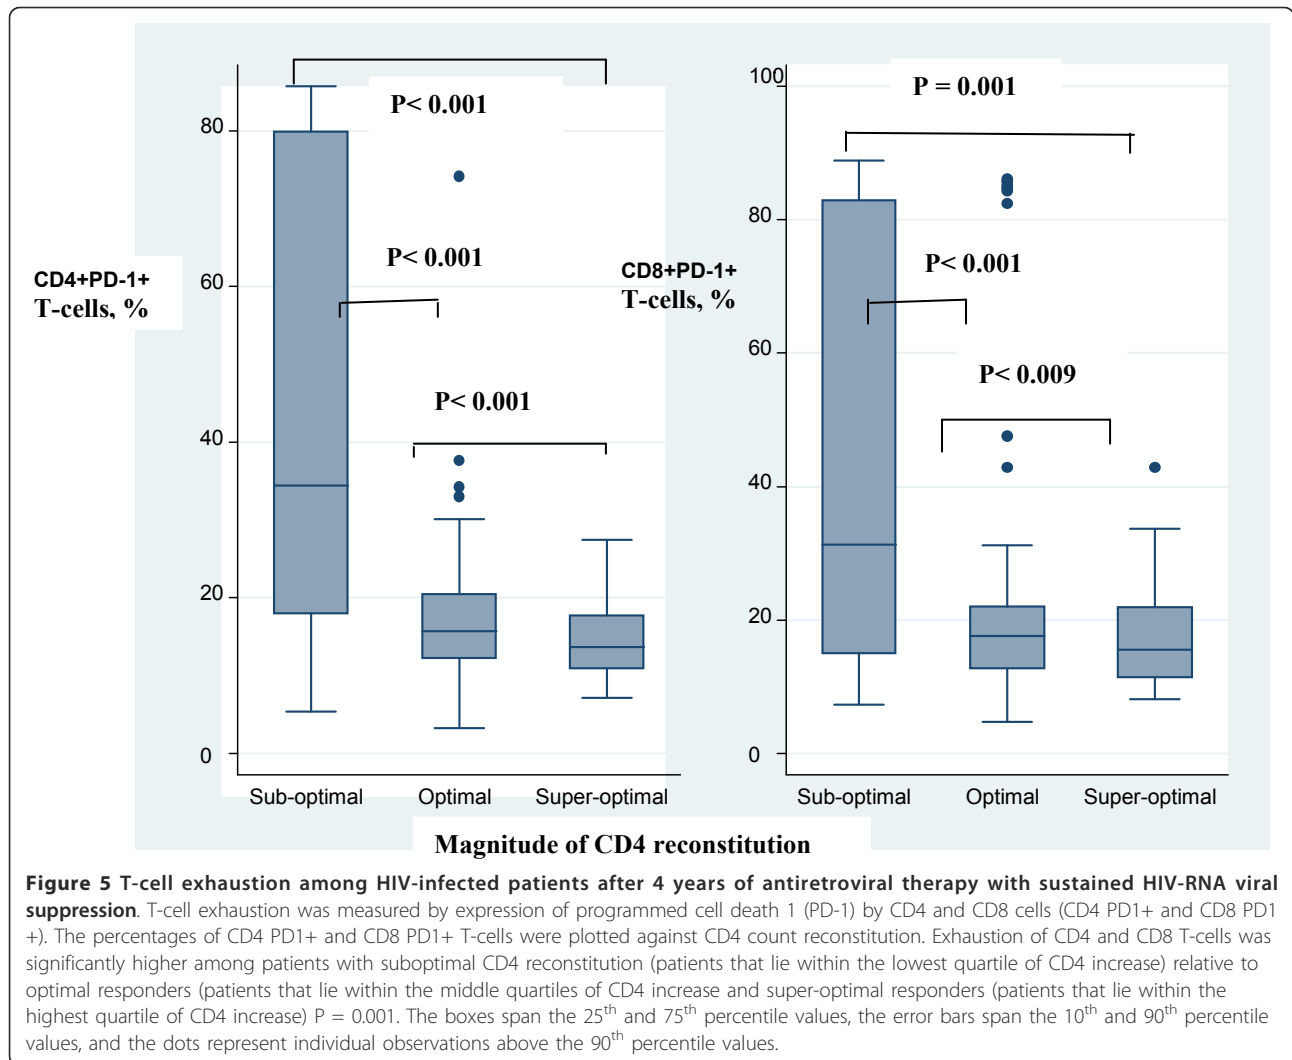 P< 0.001
80
P< 0.001
CD4+PD-1+
T-cells, %
60
P< 0.001
40
20
0
Sub-optimal Optimal Super-optimal
100
P = 0.001
80
P< 0.001
CD8+PD-1+
T-cells, %
60
P< 0.009
40
20
0
Sub-optimal Optimal Super-optimal
Magnitude of CD4 reconstitution
Figure 5 T-cell exhaustion among HIV-infected patients after 4 years of antiretroviral therapy with sustained HIV-RNA viral
suppression. T-cell exhaustion was measured by expression of programmed cell death 1 (PD-1) by CD4 and CD8 cells (CD4 PD1+ and CD8 PD1
+). The percentages of CD4 PD1+ and CD8 PD1+ T-cells were plotted against CD4 count reconstitution. Exhaustion of CD4 and CD8 T-cells was
significantly higher among patients with suboptimal CD4 reconstitution (patients that lie within the lowest quartile of CD4 increase) relative to
optimal responders (patients that lie within the middle quartiles of CD4 increase and super-optimal responders (patients that lie within the
highest quartile of CD4 increase) P = 0.001. The boxes span the 25th and 75th percentile values, the error bars span the 10th and 90th percentile
values, and the dots represent individual observations above the 90th percentile values.